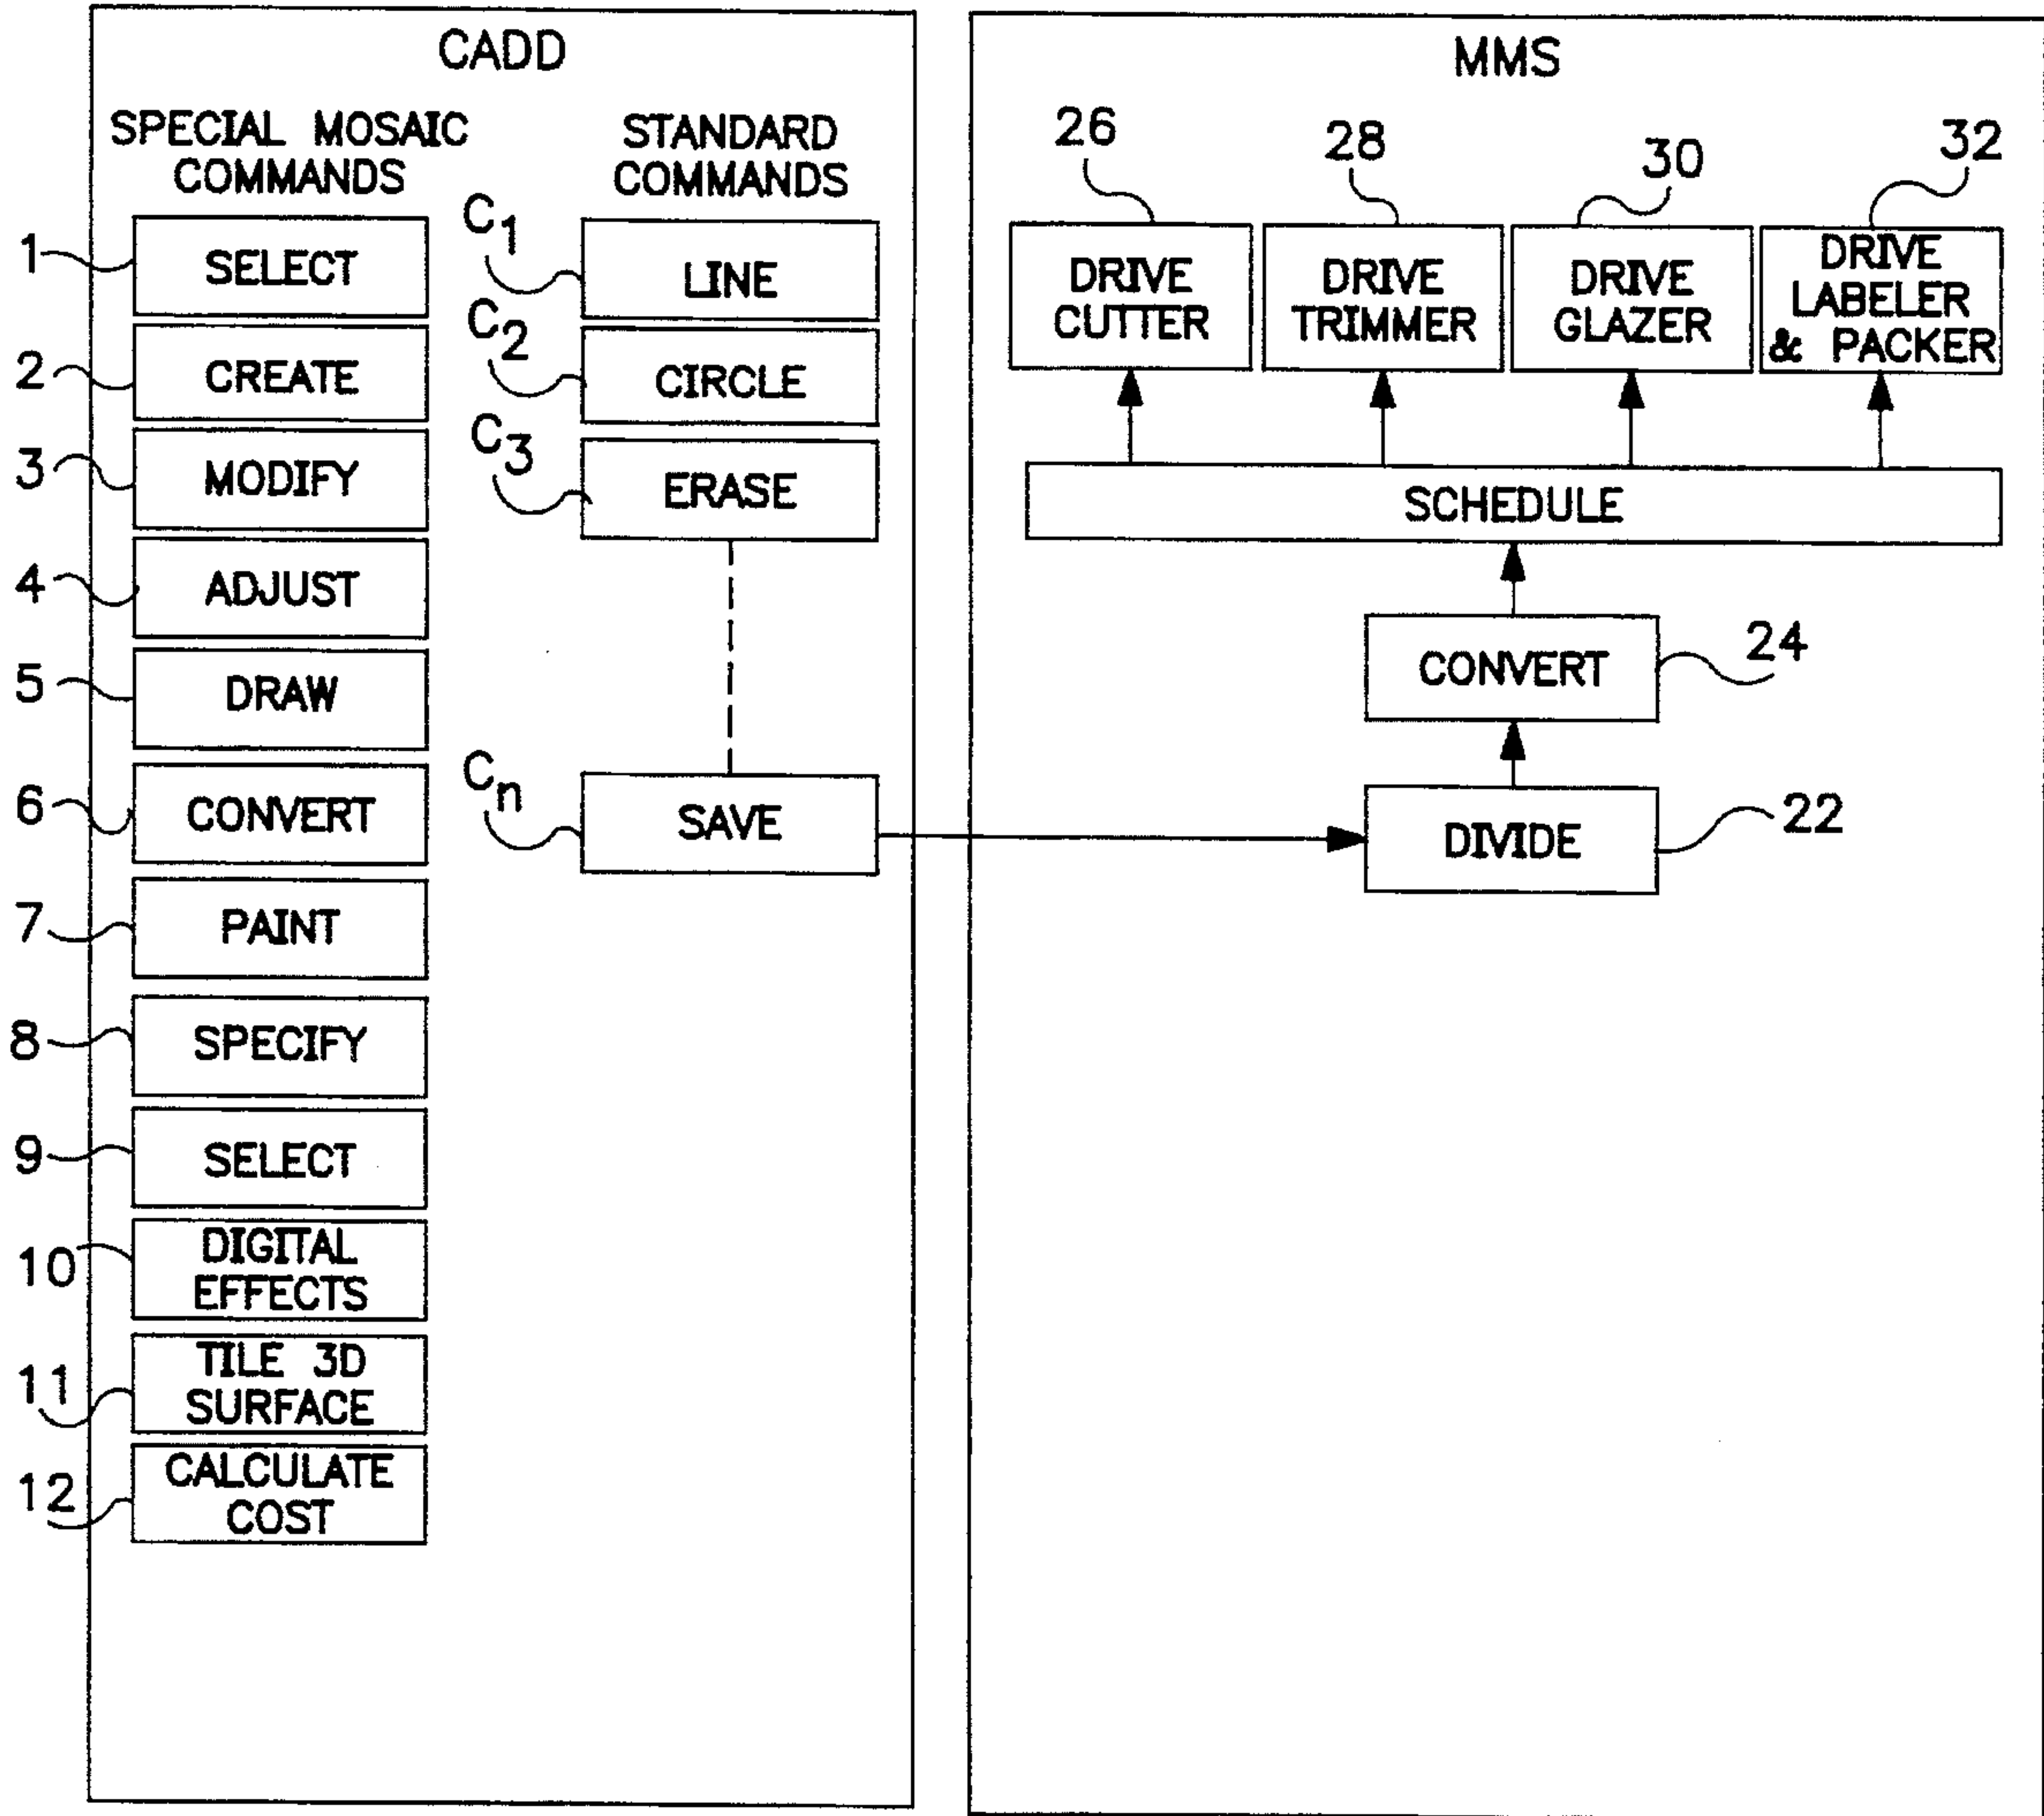 CADD
SPECIAL MOSAIC
COMMANDS
1
SELECT
2
CREATE
3
MODIFY
4
ADJUST
5
DRAW
6
CONVERT
7
PAINT
8
SPECIFY
9
SELECT
10
DIGITAL
EFFECTS
11
TILE 3D
SURFACE
12
CALCULATE
COST
STANDARD
COMMANDS
C1
LINE
C2
CIRCLE
C3
ERASE
Cn
SAVE
MMS
26
DRIVE
CUTTER
28
DRIVE
TRIMMER
30
DRIVE
GLAZER
32
DRIVE
LABELER
& PACKER
SCHEDULE
CONVERT
24
DIVIDE
22